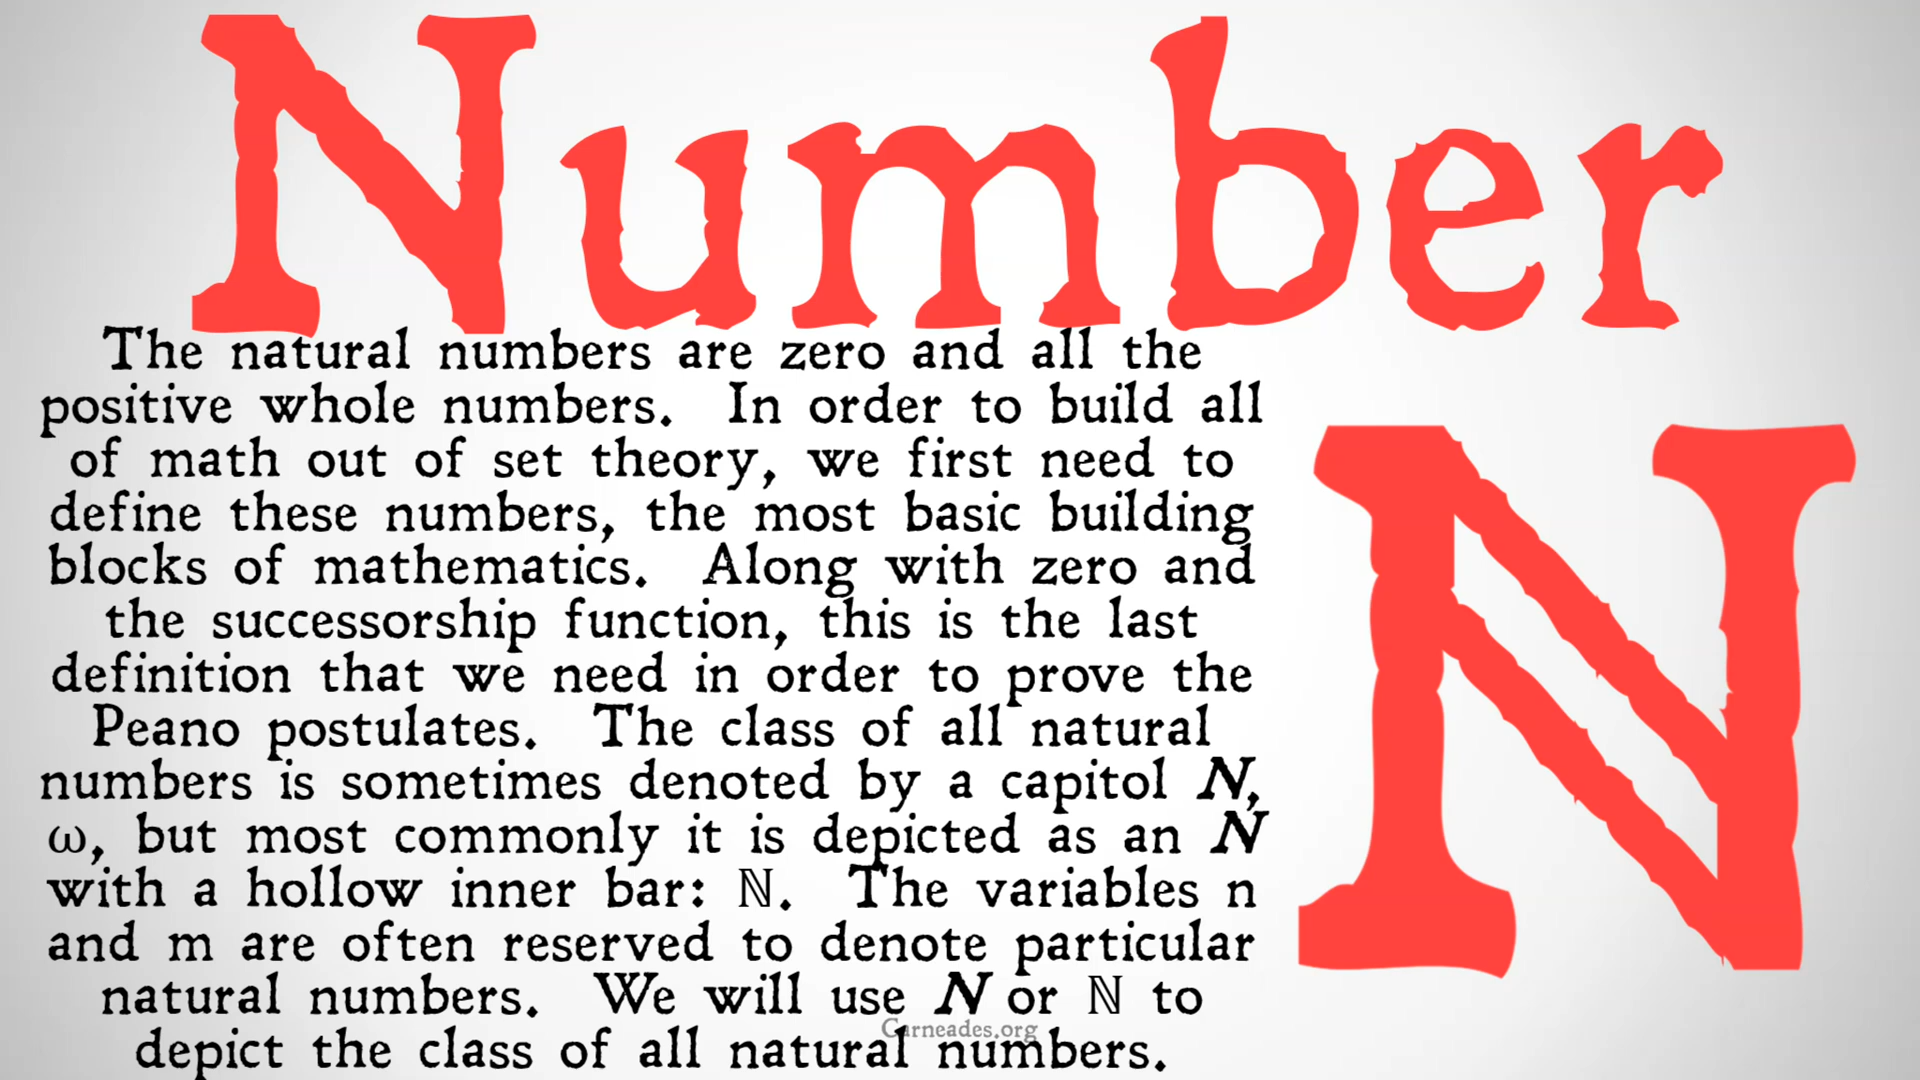 Number
The natural numbers are zero and all the
positive whole numbers. In order to build all
of math out of set theory, we first need to
define these numbers, the most basic building
blocks of mathematics. Along with zero and
the successorship function, this is the last
definition that we need in order to prove the
Peano postulates. The class of all natural
numbers is sometimes denoted by a capitol N,
ω, but most commonly it is depicted as an N
with a hollow inner bar: ℕ. The variables n
and m are often reserved to denote particular
natural numbers. We will use N or ℕ to
depict the class of all natural numbers.
ℕ
Carneades.org